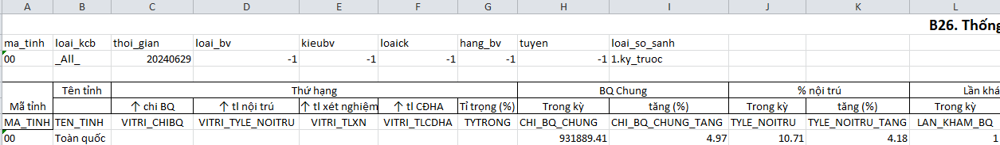 A B C D E F G H I J K L
B26. Thống
ma_tinh loai_kcb thoi_gian loai_bv kieubv loaick hang_bv tuyen loai_so_sanh
00 _All_ 20240629 -1 -1 -1 -1 -1 1.ky_truoc
Tên tỉnh Thứ hạng BQ Chung % nội trú Lần khá
Mã tỉnh ↑ chi BQ ↑ tl nội trú ↑ tl xét nghiệm ↑ tl CĐHA Tỉ trọng (%) Trong kỳ tăng (%) Trong kỳ tăng (%) Trong kỳ
MA_TINH TEN_TINH VITRI_CHIBQ VITRI_TYLE_NOITRU VITRI_TLXN VITRI_TLCDHA TYTRONG CHI_BQ_CHUNG CHI_BQ_CHUNG_TANG TYLE_NOITRU TYLE_NOITRU_TANG LAN_KHAM_BQ
00 Toàn quốc 931889.41 4.97 10.71 4.18 1